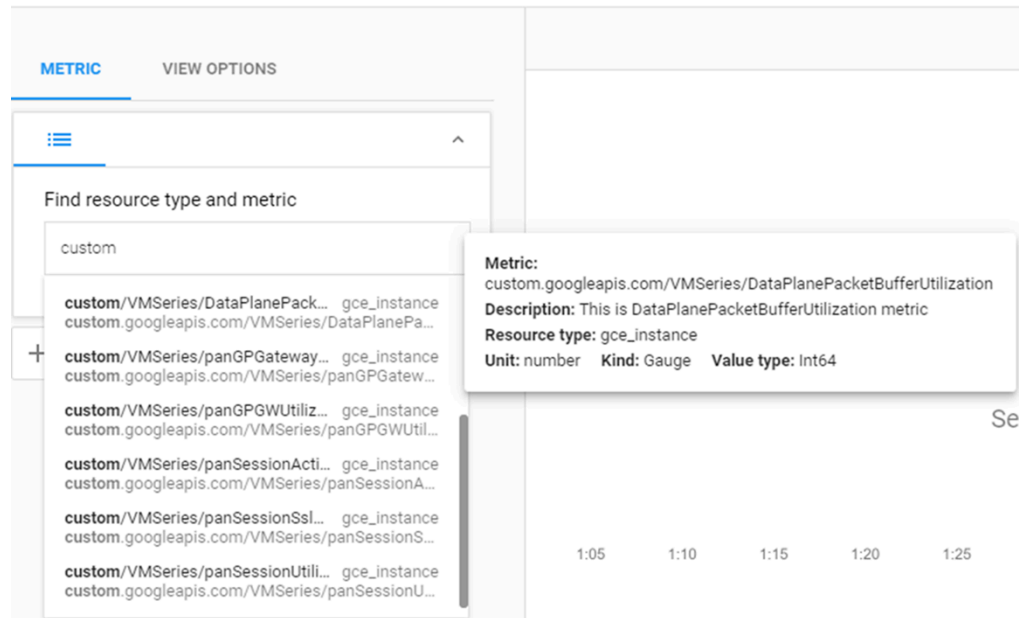 METRIC VIEW OPTIONS
Find resource type and metric
custom
custom/VMSeries/DataPlanePack... gce_instance
custom.googleapis.com/VMSeries/DataPlanePa...
custom/VMSeries/panGPGateway... gce_instance
custom.googleapis.com/VMSeries/panGPGatew...
custom/VMSeries/panGPGWUtiliz... gce_instance
custom.googleapis.com/VMSeries/panGPGWUtil...
custom/VMSeries/panSessionActi... gce_instance
custom.googleapis.com/VMSeries/panSessionA...
custom/VMSeries/panSessionSsl... gce_instance
custom.googleapis.com/VMSeries/panSessionS...
custom/VMSeries/panSessionUtili... gce_instance
custom.googleapis.com/VMSeries/panSessionU...
Metric:
custom.googleapis.com/VMSeries/DataPlanePacketBufferUtilization
Description: This is DataPlanePacketBufferUtilization metric
Resource type: gce_instance
Unit: number Kind: Gauge Value type: Int64
Se
1:05 1:10 1:15 1:20 1:25